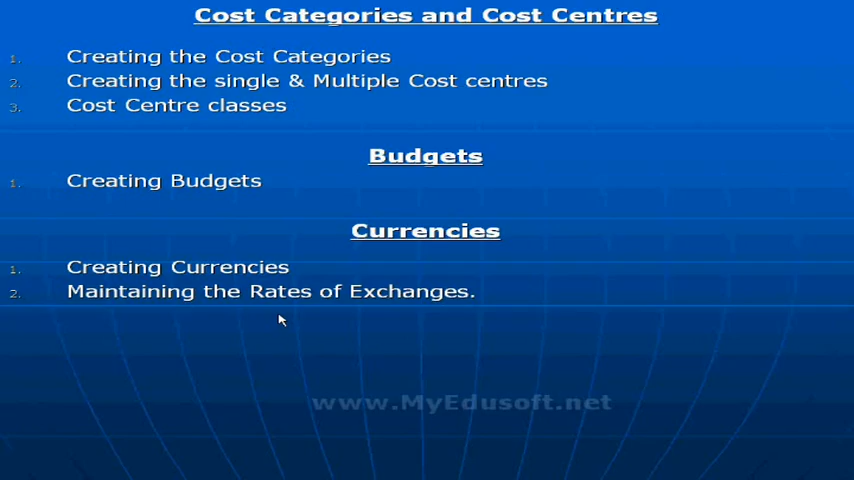 Cost Categories and Cost Centres
1. Creating the Cost Categories
2. Creating the single & Multiple Cost centres
3. Cost Centre classes
Budgets
1. Creating Budgets
Currencies
1. Creating Currencies
2. Maintaining the Rates of Exchanges.
www.MyEdusoft.net